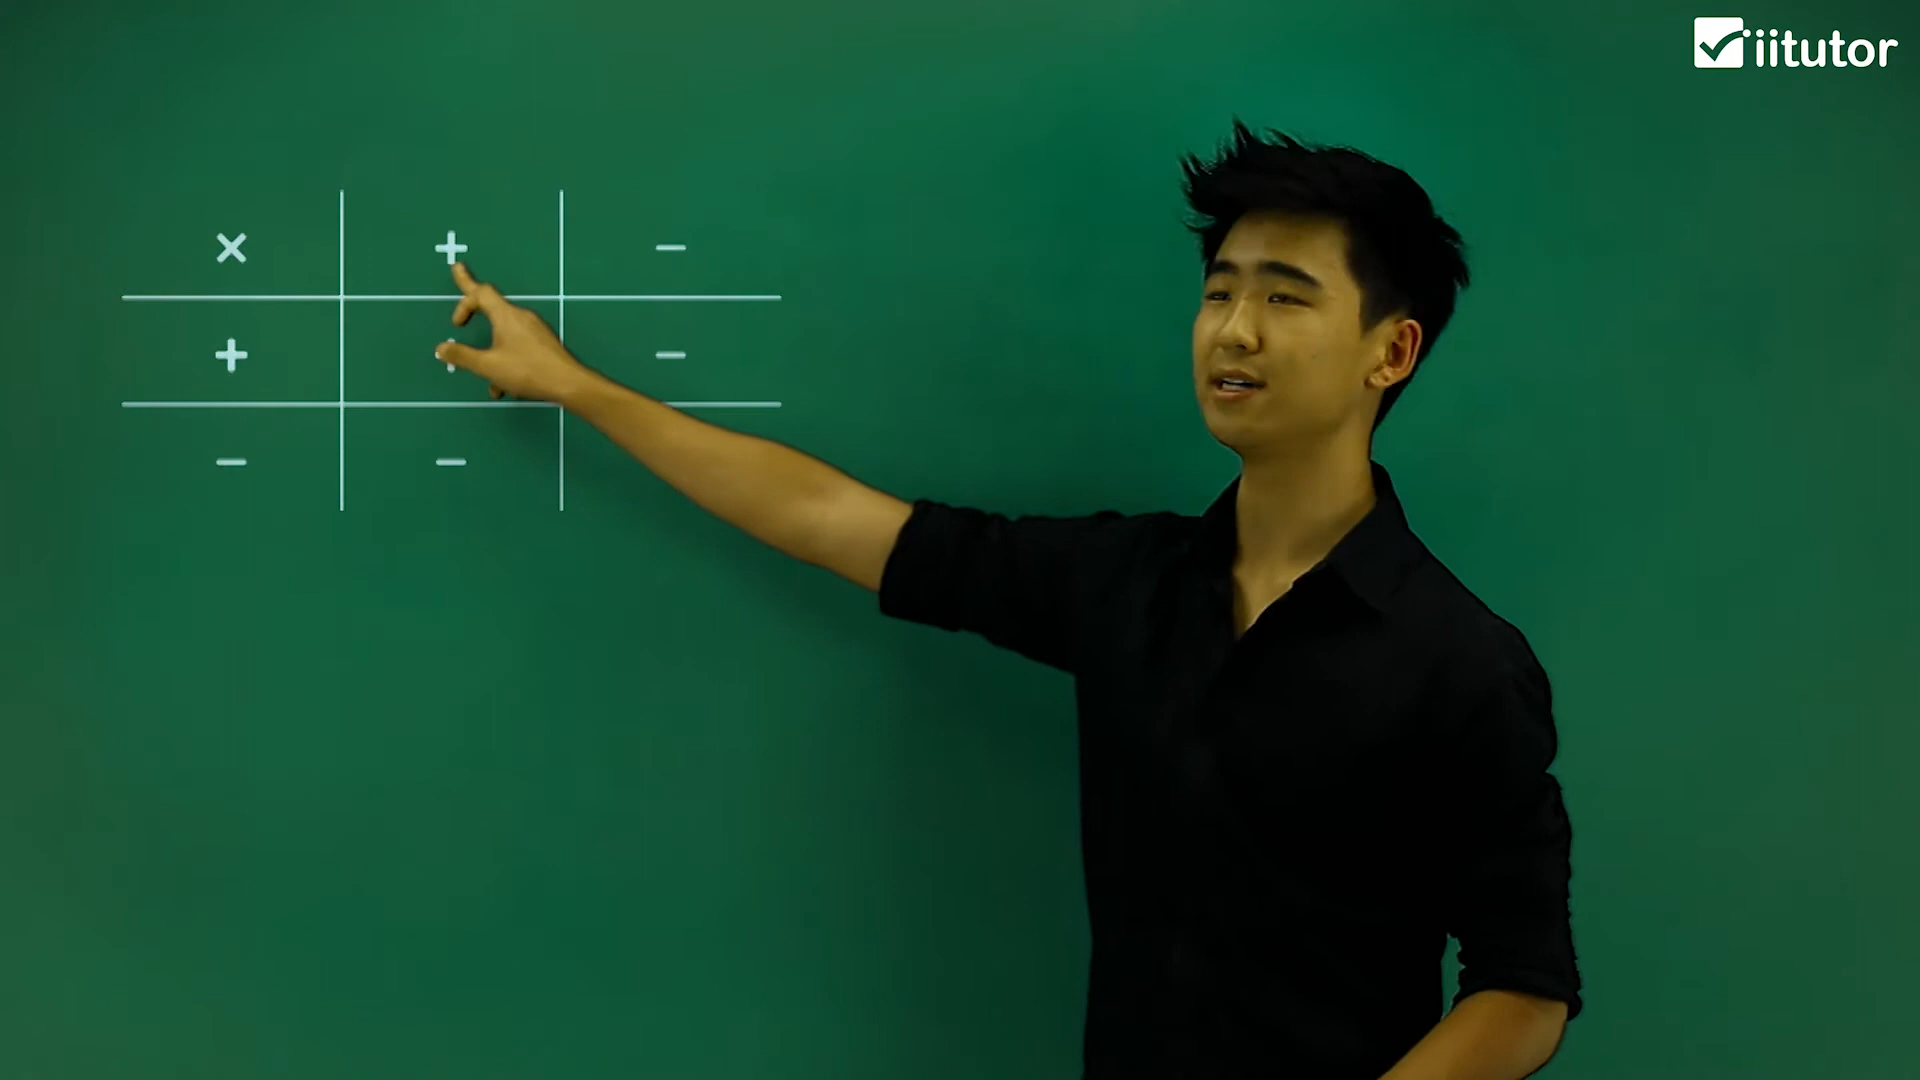 iitutor
× + −
+ + −
− −